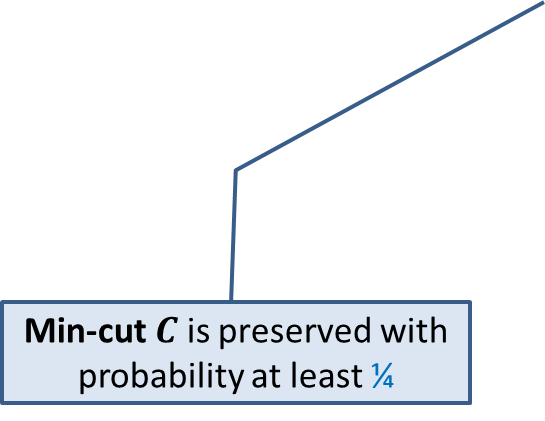 Min-cut C is preserved with
probability at least ¼